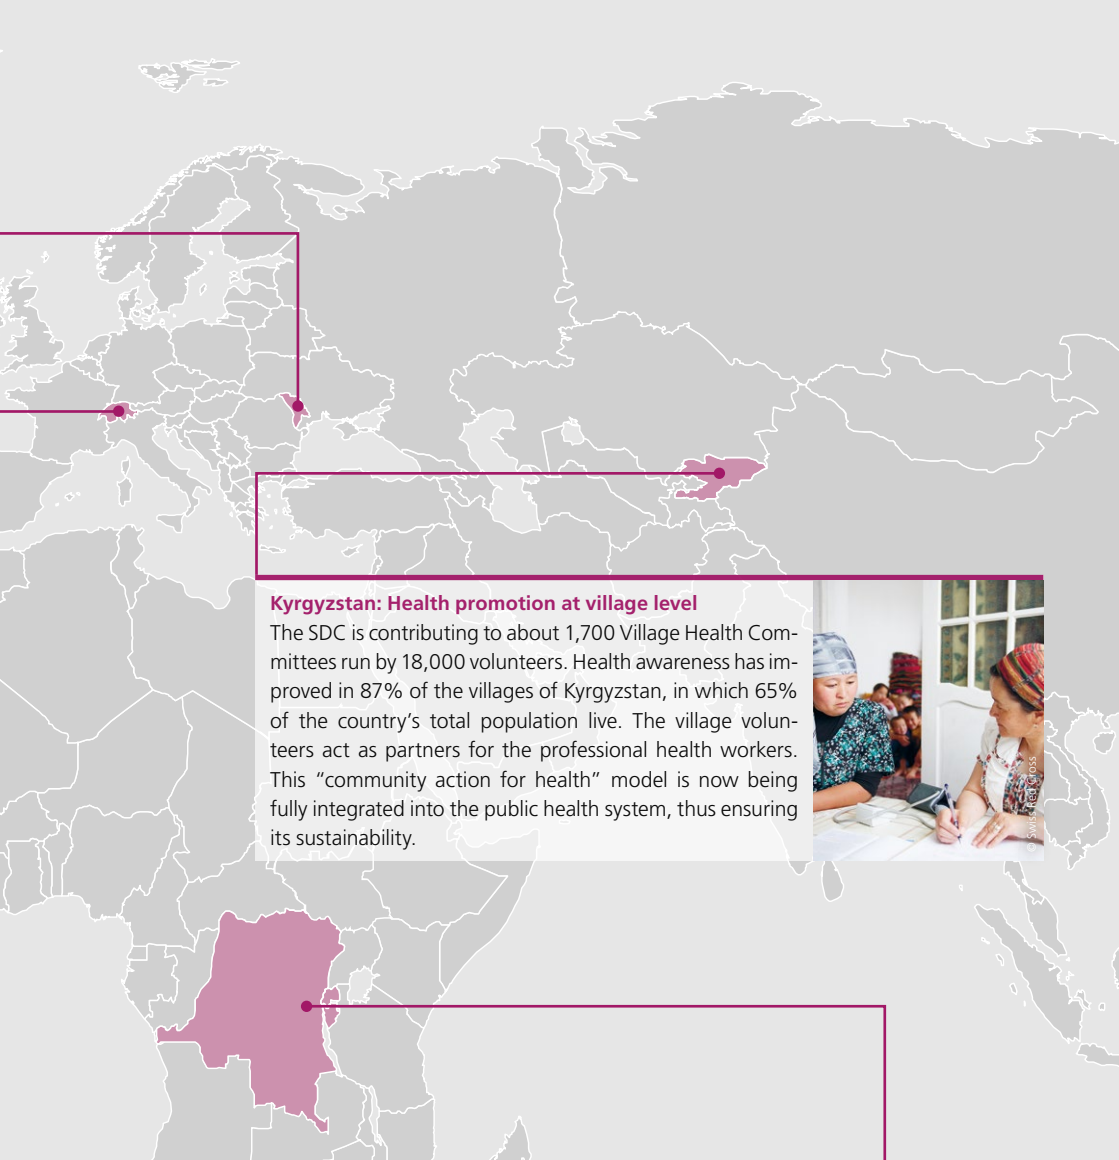 Kyrgyzstan: Health promotion at village level
The SDC is contributing to about 1,700 Village Health Com-
mittees run by 18,000 volunteers. Health awareness has im-
proved in 87% of the villages of Kyrgyzstan, in which 65%
of the country’s total population live. The village volun-
teers act as partners for the professional health workers.
This “community action for health” model is now being
fully integrated into the public health system, thus ensuring
its sustainability.
© Swiss Red Cross